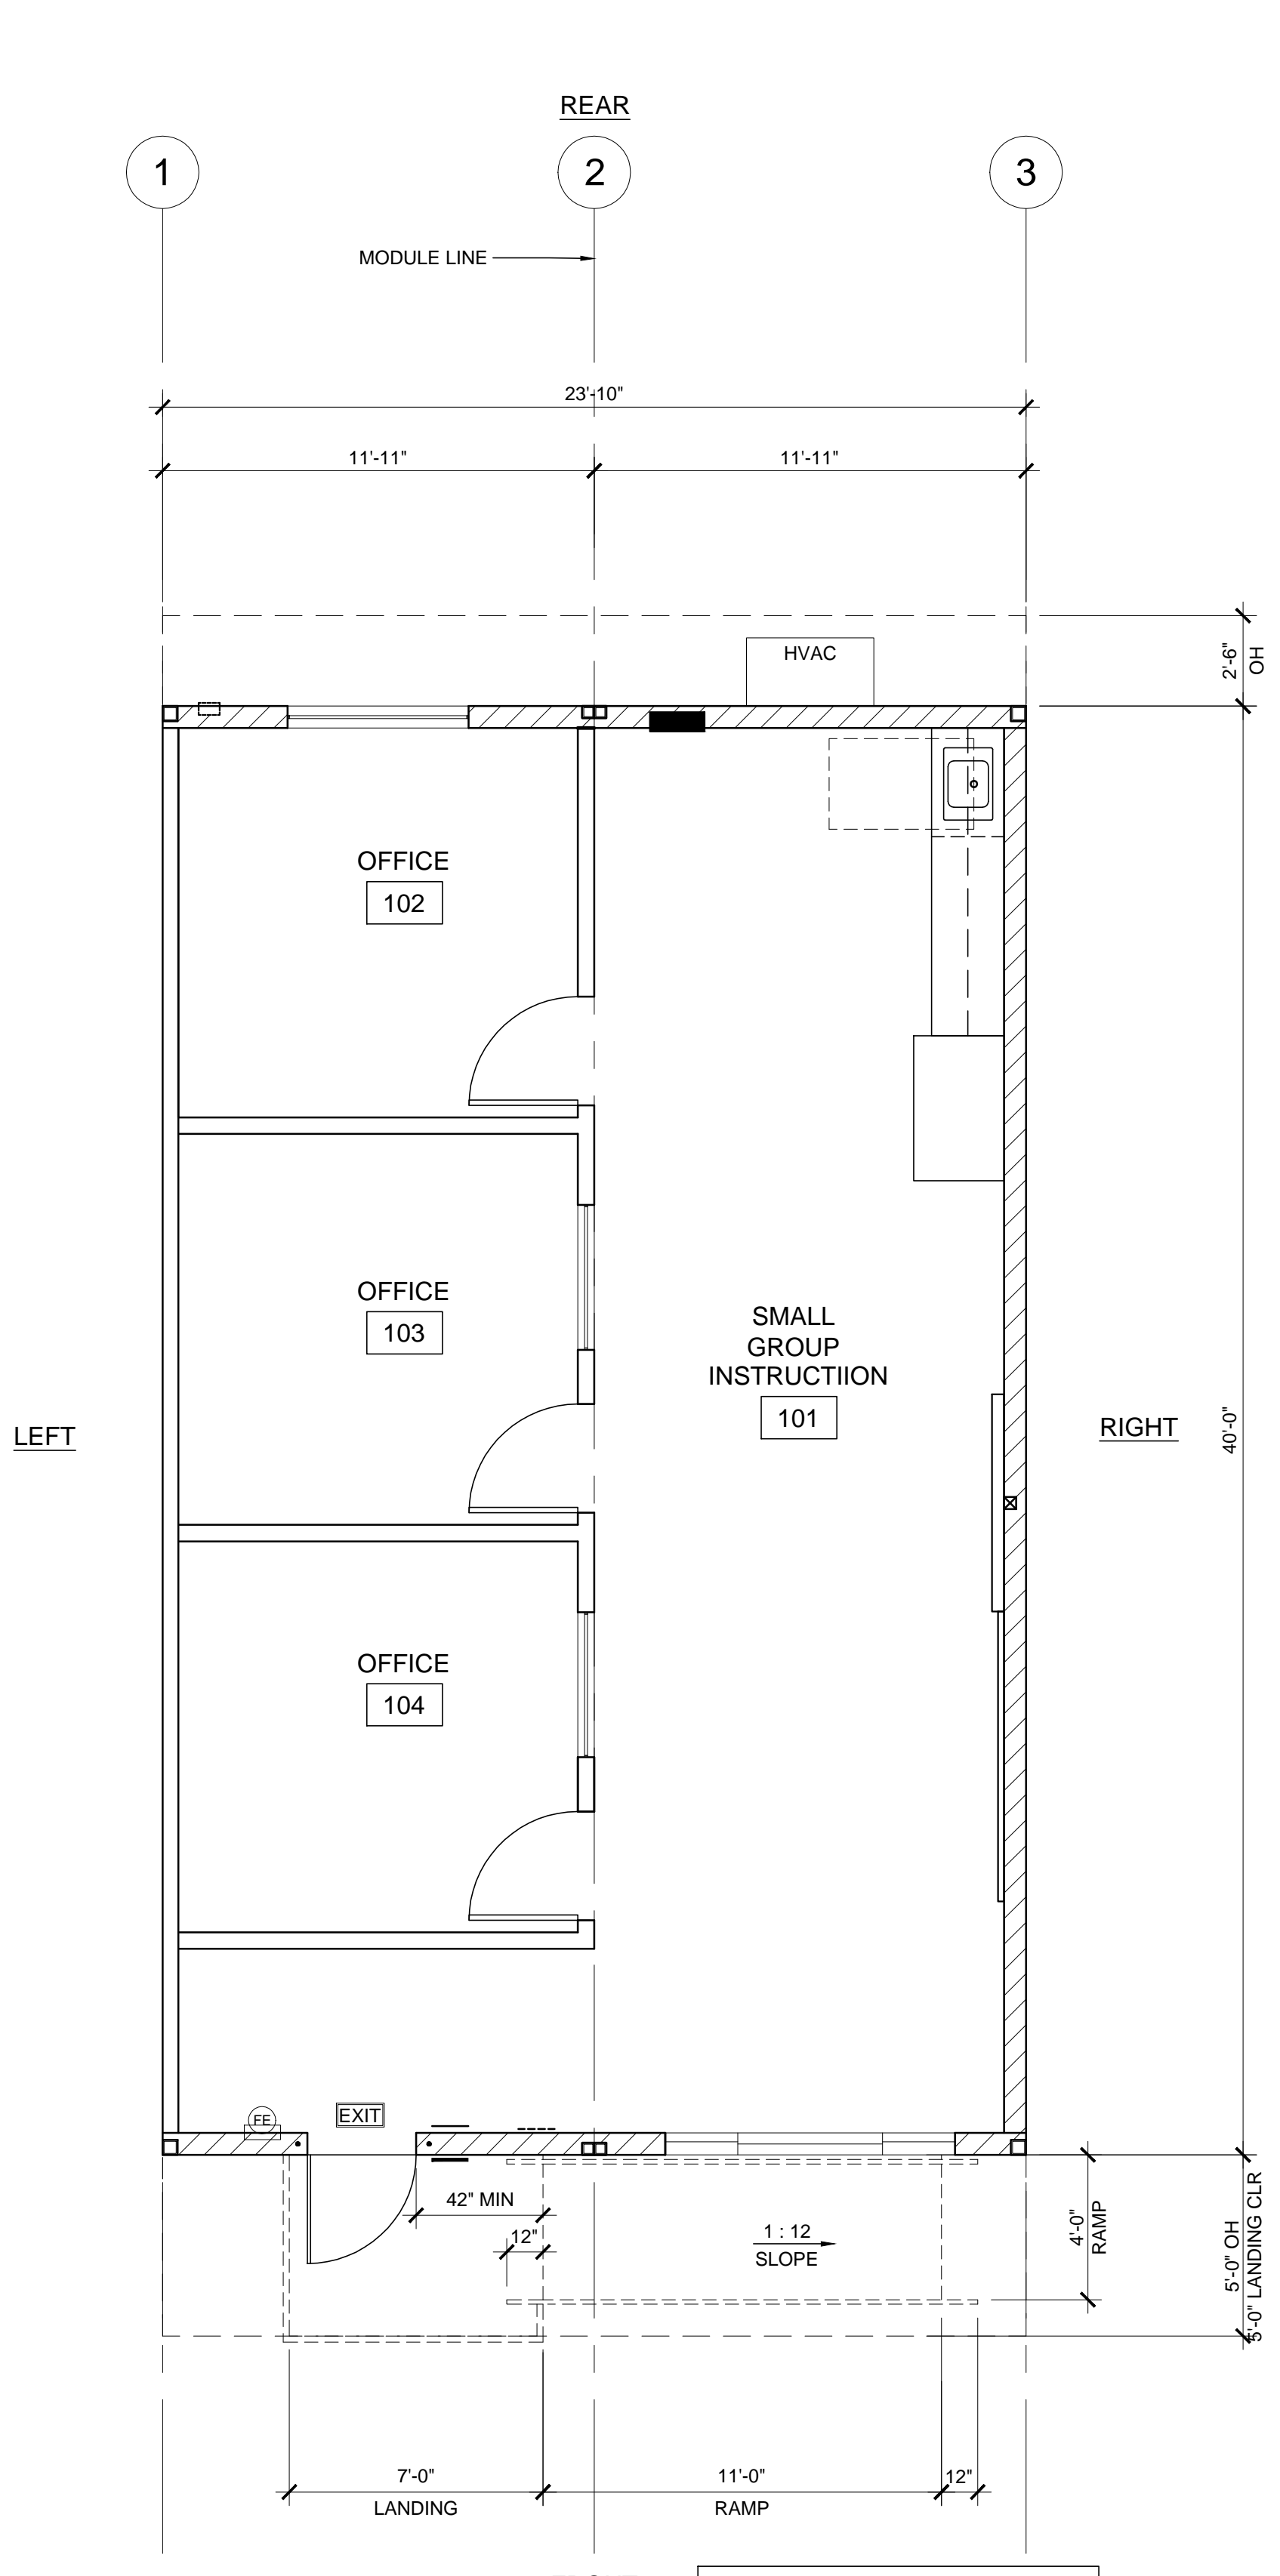 REAR
1
2
3
MODULE LINE
23'-10"
11'-11"
11'-11"
2'-6"
OH
HVAC
OFFICE
102
OFFICE
103
SMALL
GROUP
INSTRUCTIION
101
LEFT
RIGHT
40'-0"
OFFICE
104
FE
EXIT
42" MIN
12"
1 : 12
SLOPE
4'-0"
RAMP
5'-0" OH
5'-0" LANDING CLR
7'-0"
LANDING
11'-0"
RAMP
12"